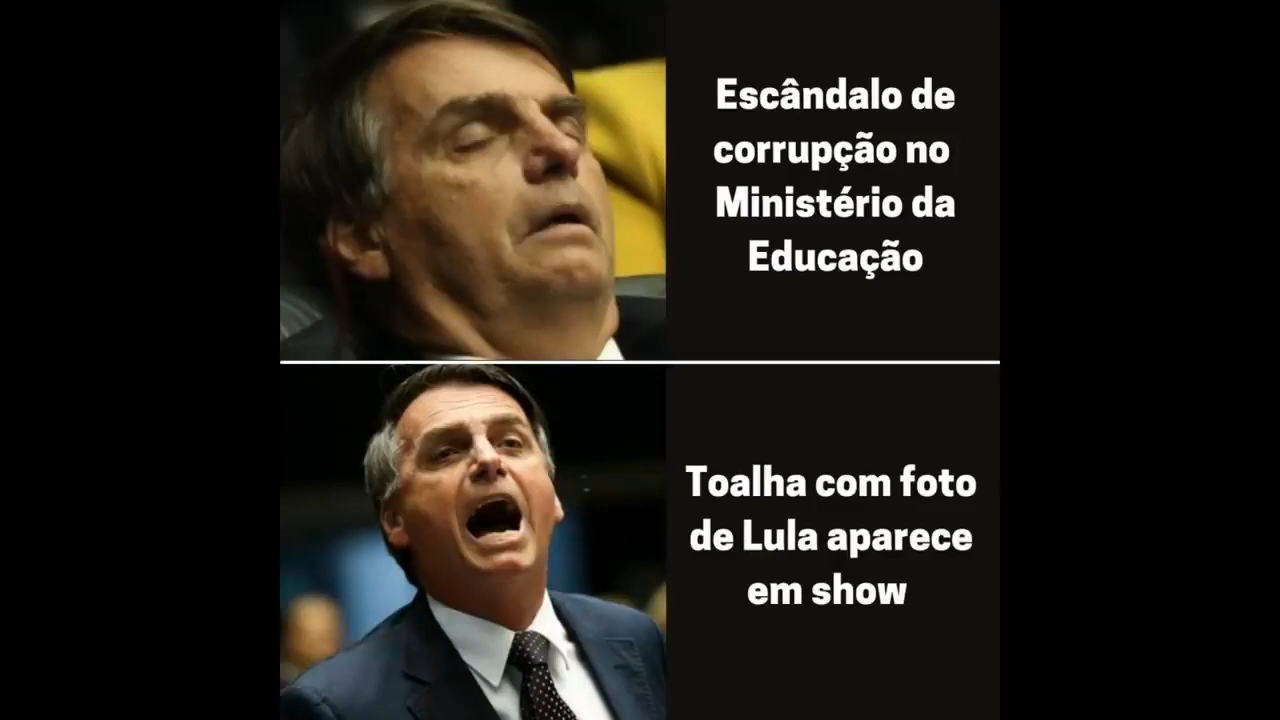 Escândalo de
corrupção no
Ministério da
Educação
Toalha com foto
de Lula aparece
em show